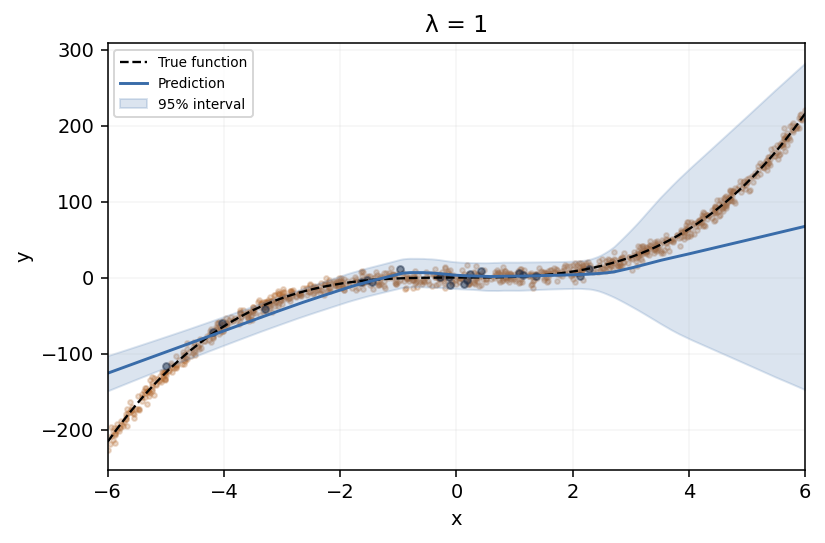 λ = 1
300
200
100
0
−100
−200
y
True function
Prediction
95% interval
−6
−4
−2
0
2
4
6
x